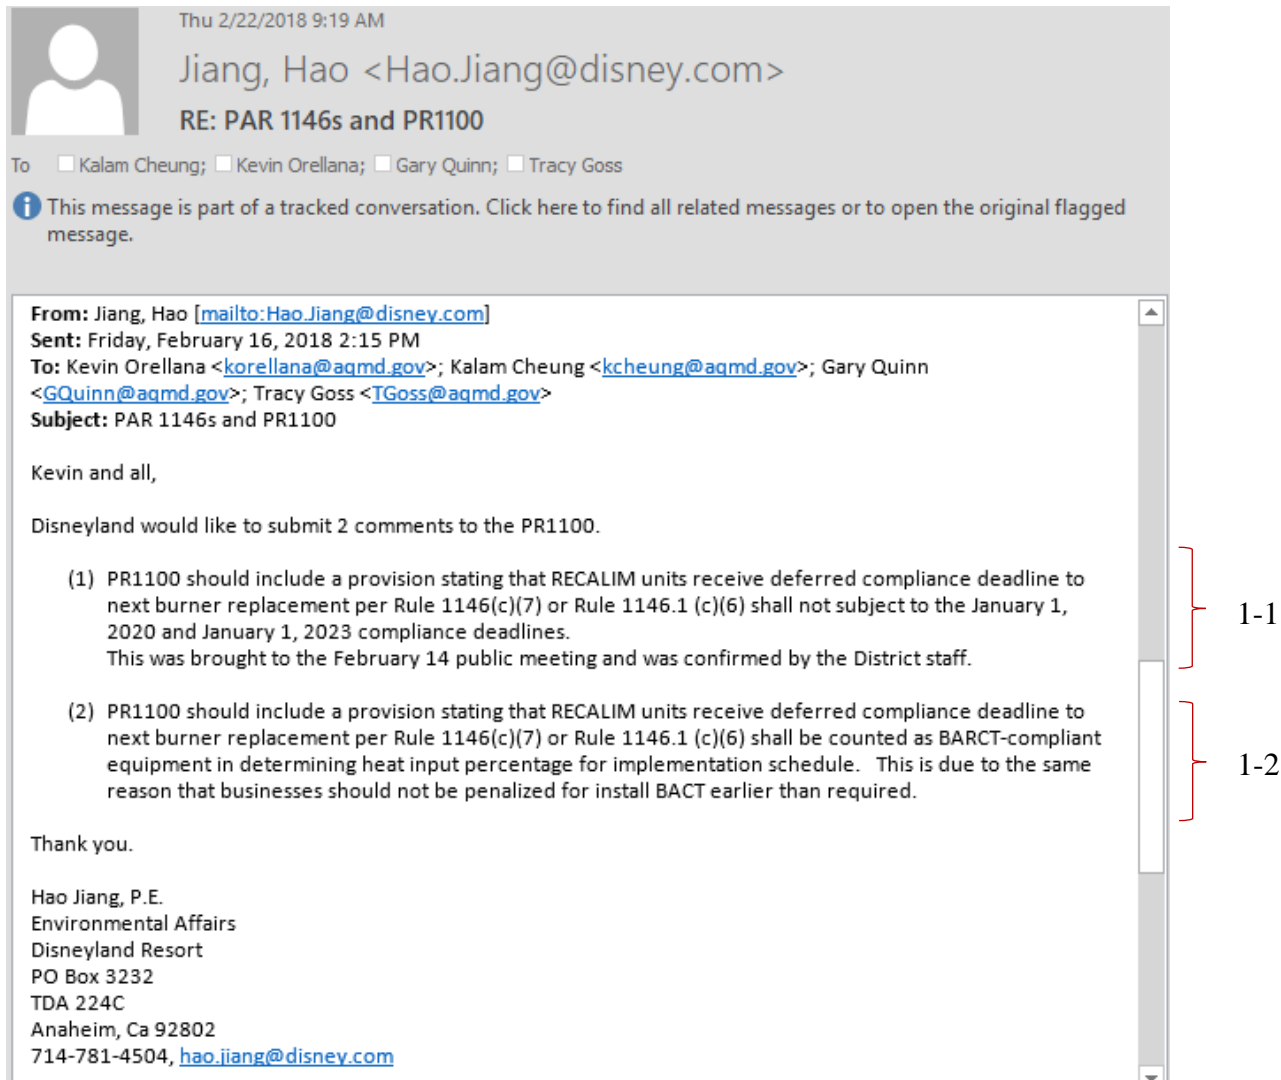 Thu 2/22/2018 9:19 AM
Jiang, Hao <Hao.Jiang@disney.com>
RE: PAR 1146s and PR1100
To Kalam Cheung; Kevin Orellana; Gary Quinn; Tracy Goss
This message is part of a tracked conversation. Click here to find all related messages or to open the original flagged
message.
From: Jiang, Hao [mailto:Hao.Jiang@disney.com]
Sent: Friday, February 16, 2018 2:15 PM
To: Kevin Orellana <korellana@aqmd.gov>; Kalam Cheung <kcheung@aqmd.gov>; Gary Quinn
<GQuinn@aqmd.gov>; Tracy Goss <TGoss@aqmd.gov>
Subject: PAR 1146s and PR1100
Kevin and all,
Disneyland would like to submit 2 comments to the PR1100.
(1) PR1100 should include a provision stating that RECALIM units receive deferred compliance deadline to
next burner replacement per Rule 1146(c)(7) or Rule 1146.1 (c)(6) shall not subject to the January 1,
2020 and January 1, 2023 compliance deadlines.
This was brought to the February 14 public meeting and was confirmed by the District staff.
1-1
(2) PR1100 should include a provision stating that RECALIM units receive deferred compliance deadline to
next burner replacement per Rule 1146(c)(7) or Rule 1146.1 (c)(6) shall be counted as BARCT-compliant
equipment in determining heat input percentage for implementation schedule. This is due to the same
reason that businesses should not be penalized for install BACT earlier than required.
1-2
Thank you.
Hao Jiang, P.E.
Environmental Affairs
Disneyland Resort
PO Box 3232
TDA 224C
Anaheim, Ca 92802
714-781-4504, hao.jiang@disney.com